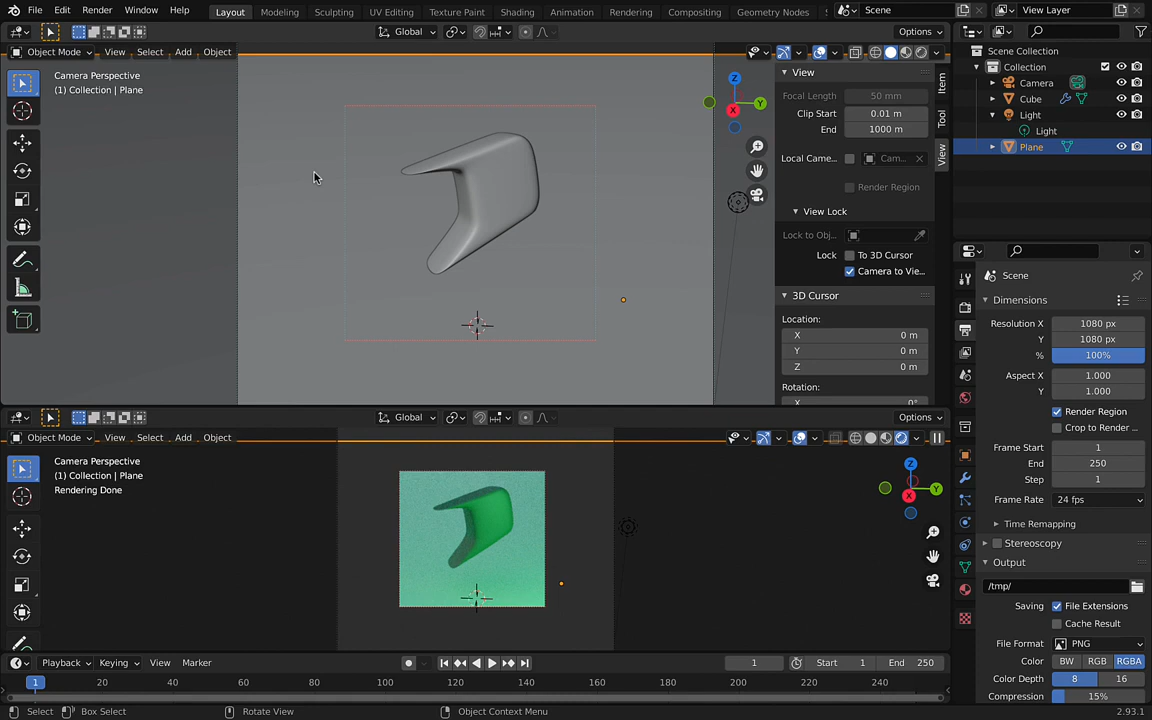 File Edit Render Window Help Layout Modeling Sculpting UV Editing Texture Paint Shading Animation Rendering Compositing Geometry Nodes Scene View Layer
Global Options
Object Mode View Select Add Object
Camera Perspective
(1) Collection | Plane
View
Focal Length 50 mm
Clip Start 0.01 m
End 1000 m
Local Came... Cam...
Render Region
View Lock
Lock to Obj...
Lock To 3D Cursor
Camera to Vie...
3D Cursor
Location:
X 0 m
Y 0 m
Z 0 m
Rotation:
Item
Tool
View
X
Y
Z
Scene Collection
Collection
Camera
Cube
Light
Light
Plane
Scene
Dimensions
Resolution X 1080 px
Y 1080 px
% 100%
Aspect X 1.000
Y 1.000
Render Region
Crop to Render ...
Frame Start 1
End 250
Step 1
Frame Rate 24 fps
Time Remapping
Stereoscopy
Output
/tmp/
Saving File Extensions
Cache Result
File Format PNG
Color BW RGB RGBA
Color Depth 8 16
Compression 15%
Global Options
Object Mode View Select Add Object
Camera Perspective
(1) Collection | Plane
Rendering Done
X
Y
Z
Playback Keying View Marker 1 Start 1 End 250
1 20 40 60 80 100 120 140 160 180 200 220 240
Select Box Select Rotate View Object Context Menu 2.93.1